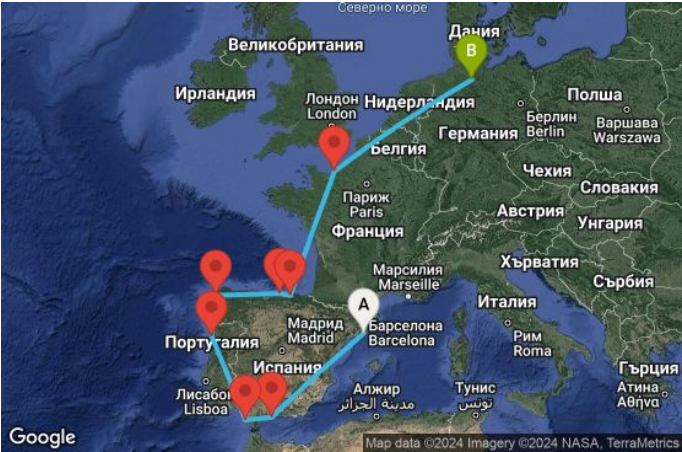 Северно море
Дания
Великобритания
B
Ирландия
Лондон
London
Нидерландия
Полша
Берлин
Berlin
Варшава
Warszawa
Германия
Белгия
Чехия
Словакия
Париж
Paris
Австрия
Унгария
Франция
Хърватия
Марсилия
Marseille
Сърбия
A
Италия
Мадрид
Madrid
Барселона
Barcelona
Португалия
Рим
Roma
Испания
Гърция
Лисабон
Lisboa
Алжир
مدينة الجزائر
Тунис
تونس
Атина
Αθήνα
Google
Map data ©2024 Imagery ©2024 NASA, TerraMetrics